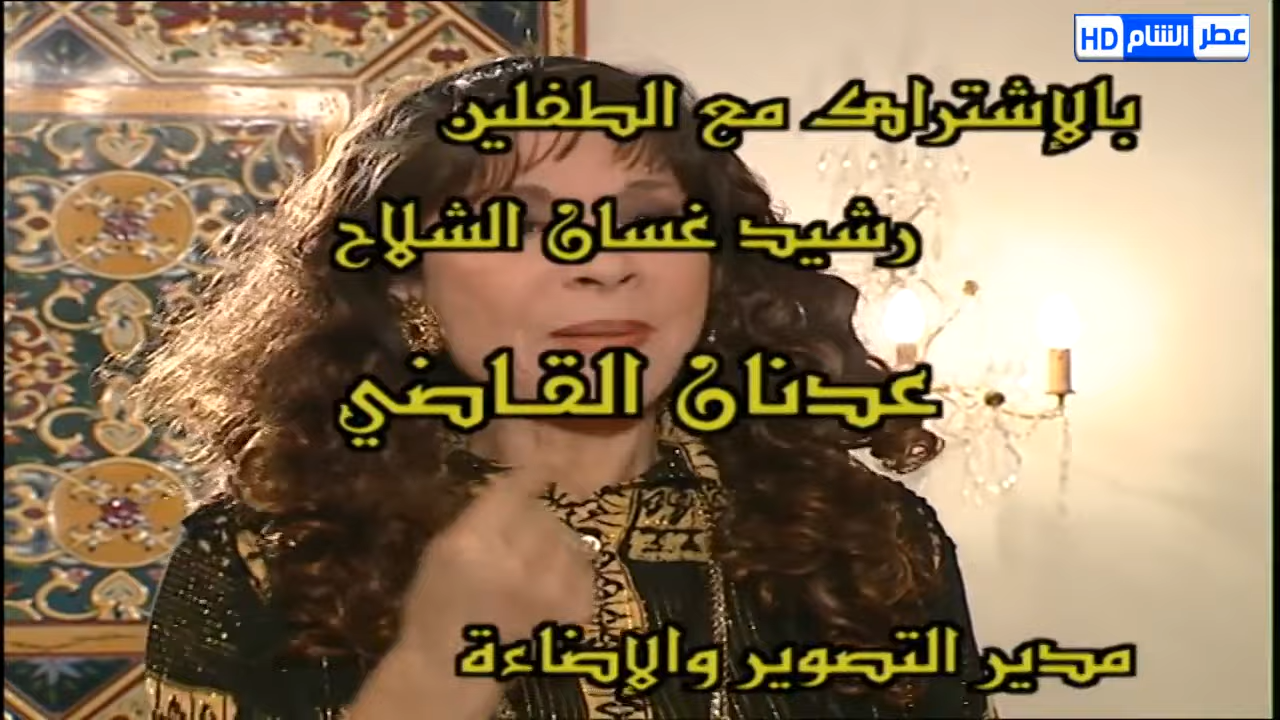 عطر الشام HD
بالإشتراك مع الطفلين
رشيد غسان الشلاح
عدنان القاضي
مدير التصوير والإضاءة